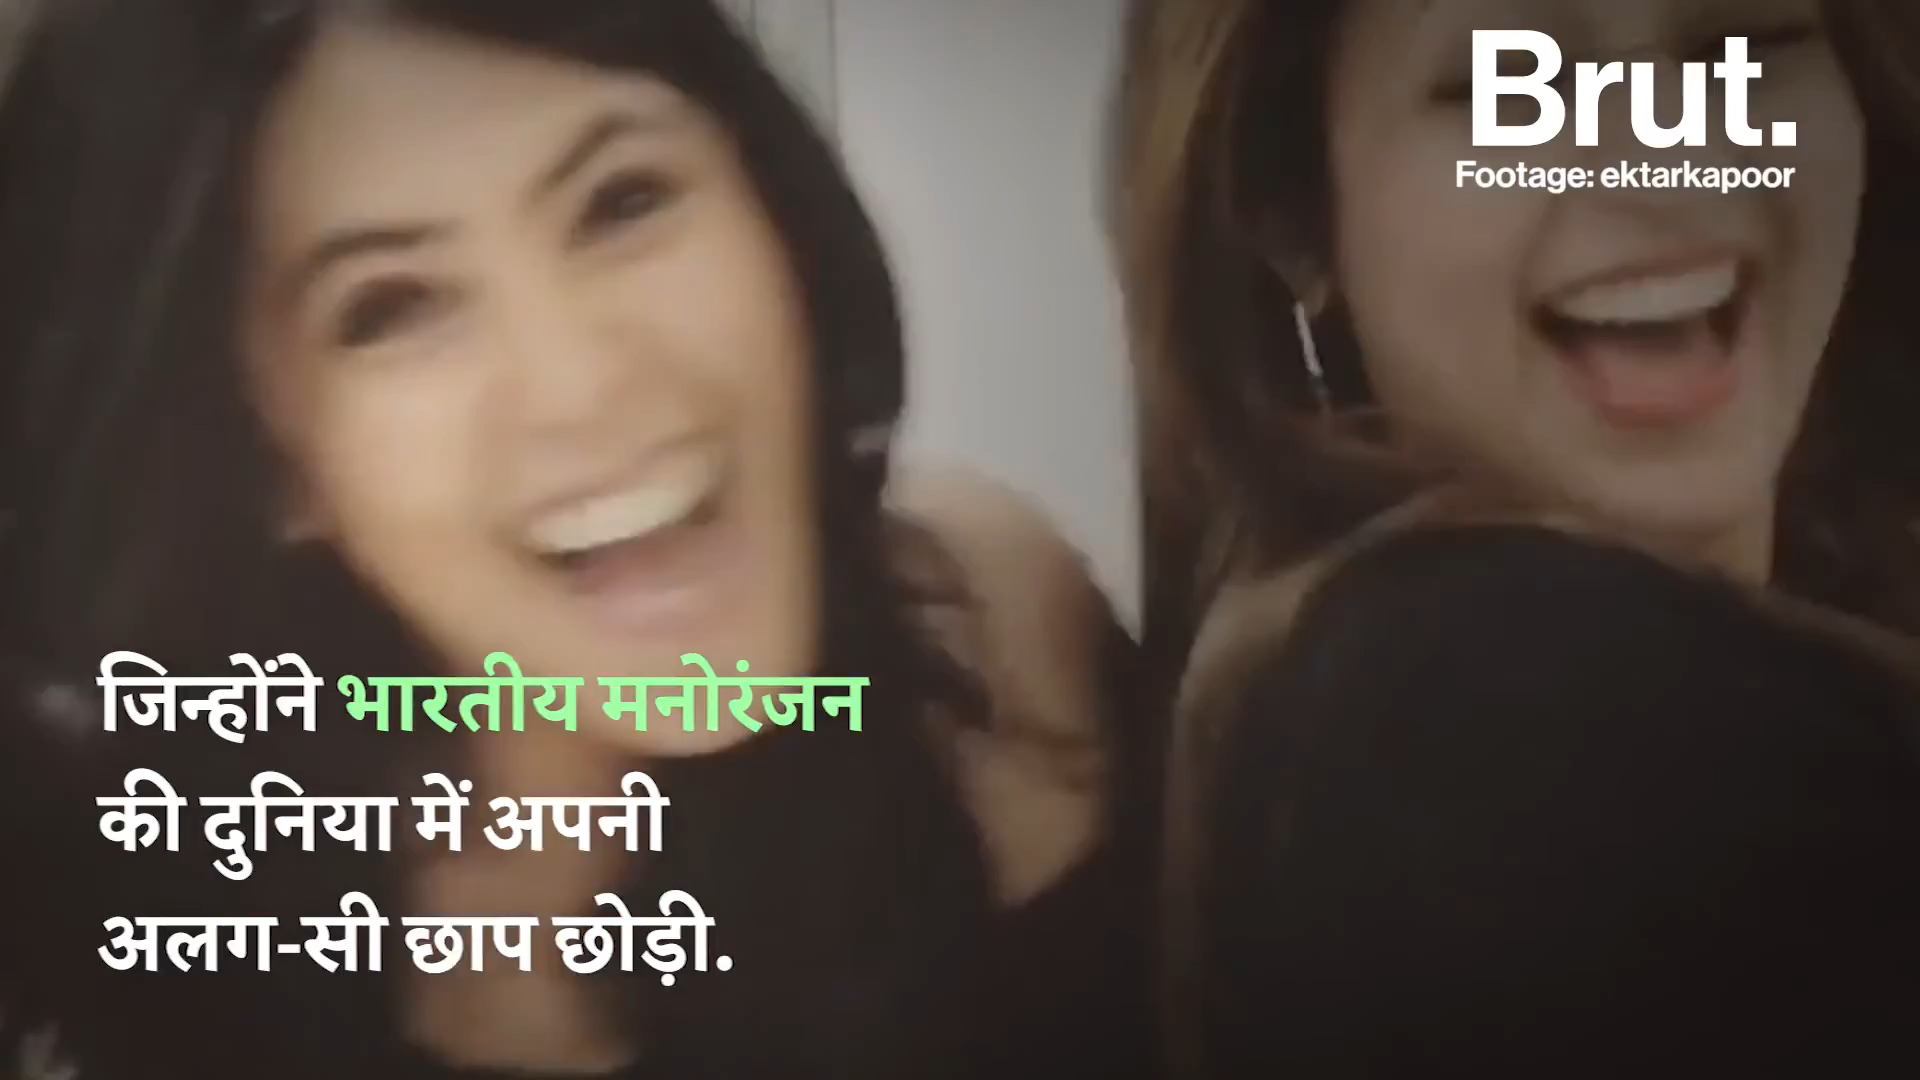 Brut.
Footage: ektarkapoor
जिन्होंने भारतीय मनोरंजन
की दुनिया में अपनी
अलग-सी छाप छोड़ी.